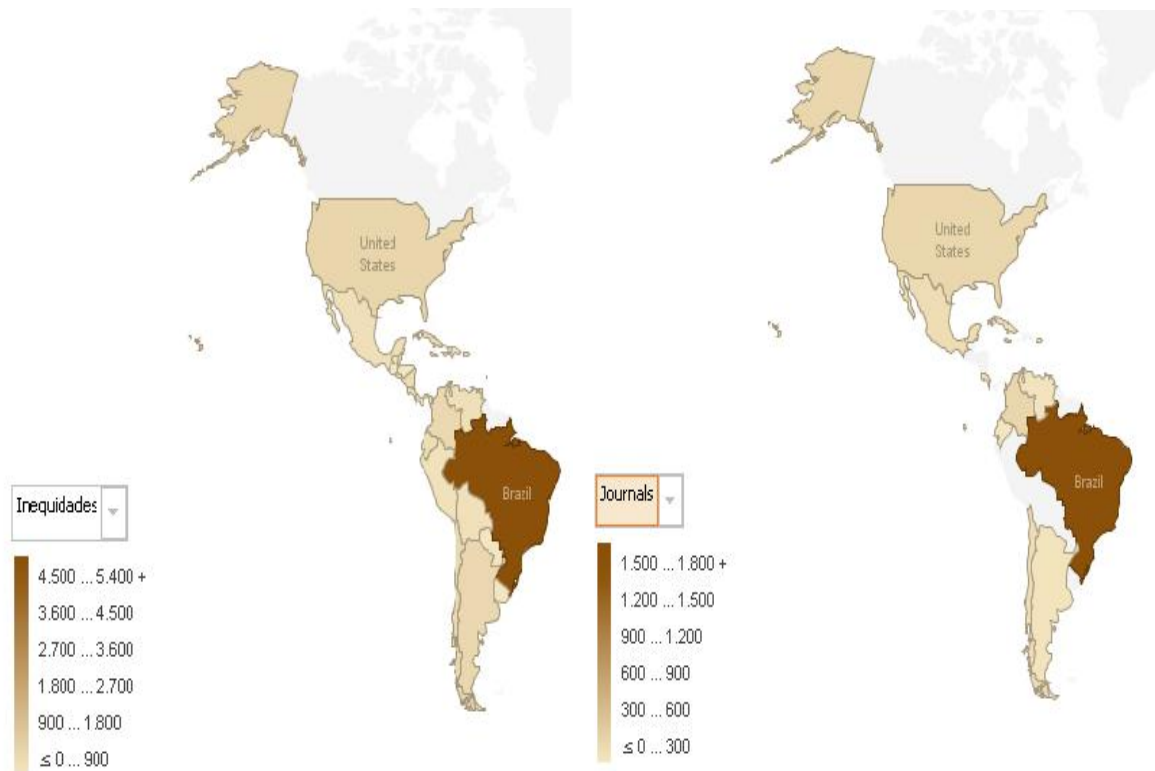 United
States
Brazil
Inequidades
4.500 ... 5.400 +
3.600 ... 4.500
2.700 ... 3.600
1.800 ... 2.700
900 ... 1.800
≤ 0 ... 900
United
States
Brazil
Journals
1.500 ... 1.800 +
1.200 ... 1.500
900 ... 1.200
600 ... 900
300 ... 600
≤ 0 ... 300